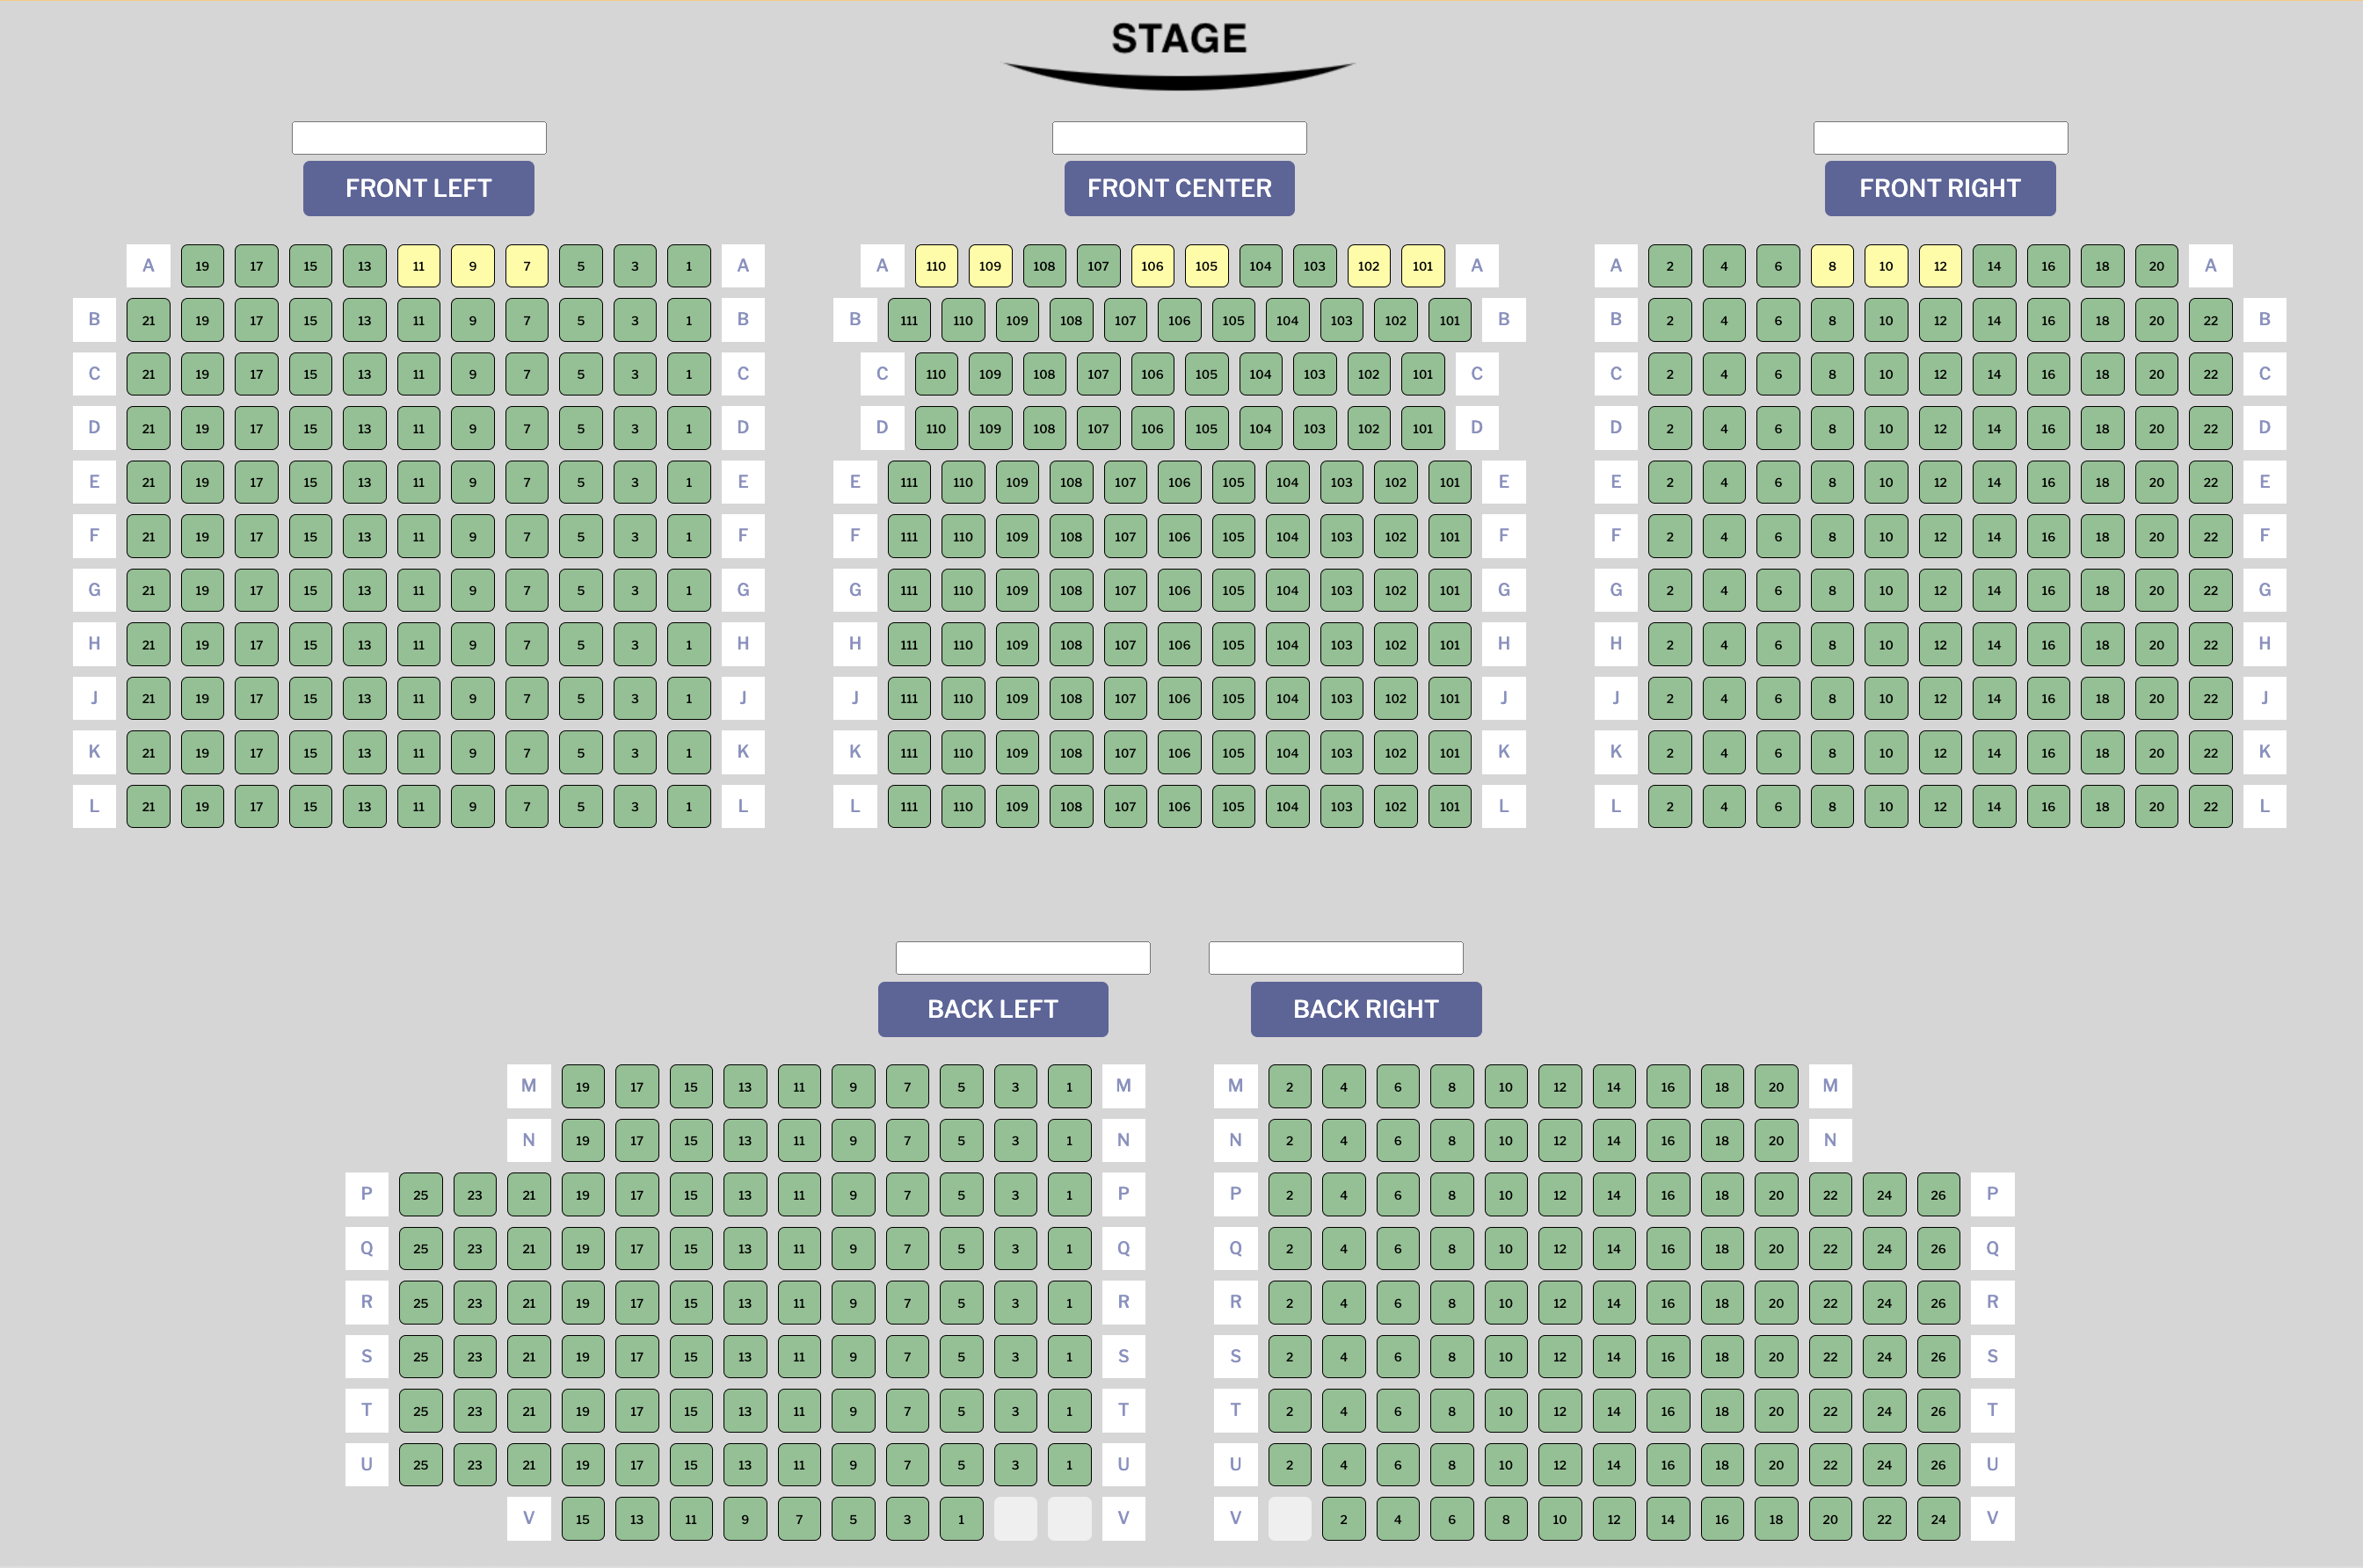 STAGE
FRONT LEFT
FRONT CENTER
FRONT RIGHT
A 19 17 15 13 11 9 7 5 3 1 A
B 21 19 17 15 13 11 9 7 5 3 1 B
C 21 19 17 15 13 11 9 7 5 3 1 C
D 21 19 17 15 13 11 9 7 5 3 1 D
E 21 19 17 15 13 11 9 7 5 3 1 E
F 21 19 17 15 13 11 9 7 5 3 1 F
G 21 19 17 15 13 11 9 7 5 3 1 G
H 21 19 17 15 13 11 9 7 5 3 1 H
J 21 19 17 15 13 11 9 7 5 3 1 J
K 21 19 17 15 13 11 9 7 5 3 1 K
L 21 19 17 15 13 11 9 7 5 3 1 L
A 110 109 108 107 106 105 104 103 102 101 A
B 111 110 109 108 107 106 105 104 103 102 101 B
C 110 109 108 107 106 105 104 103 102 101 C
D 110 109 108 107 106 105 104 103 102 101 D
E 111 110 109 108 107 106 105 104 103 102 101 E
F 111 110 109 108 107 106 105 104 103 102 101 F
G 111 110 109 108 107 106 105 104 103 102 101 G
H 111 110 109 108 107 106 105 104 103 102 101 H
J 111 110 109 108 107 106 105 104 103 102 101 J
K 111 110 109 108 107 106 105 104 103 102 101 K
L 111 110 109 108 107 106 105 104 103 102 101 L
A 2 4 6 8 10 12 14 16 18 20 A
B 2 4 6 8 10 12 14 16 18 20 22 B
C 2 4 6 8 10 12 14 16 18 20 22 C
D 2 4 6 8 10 12 14 16 18 20 22 D
E 2 4 6 8 10 12 14 16 18 20 22 E
F 2 4 6 8 10 12 14 16 18 20 22 F
G 2 4 6 8 10 12 14 16 18 20 22 G
H 2 4 6 8 10 12 14 16 18 20 22 H
J 2 4 6 8 10 12 14 16 18 20 22 J
K 2 4 6 8 10 12 14 16 18 20 22 K
L 2 4 6 8 10 12 14 16 18 20 22 L
BACK LEFT
BACK RIGHT
M 19 17 15 13 11 9 7 5 3 1 M
N 19 17 15 13 11 9 7 5 3 1 N
P 25 23 21 19 17 15 13 11 9 7 5 3 1 P
Q 25 23 21 19 17 15 13 11 9 7 5 3 1 Q
R 25 23 21 19 17 15 13 11 9 7 5 3 1 R
S 25 23 21 19 17 15 13 11 9 7 5 3 1 S
T 25 23 21 19 17 15 13 11 9 7 5 3 1 T
U 25 23 21 19 17 15 13 11 9 7 5 3 1 U
V 15 13 11 9 7 5 3 1 V
M 2 4 6 8 10 12 14 16 18 20 M
N 2 4 6 8 10 12 14 16 18 20 N
P 2 4 6 8 10 12 14 16 18 20 22 24 26 P
Q 2 4 6 8 10 12 14 16 18 20 22 24 26 Q
R 2 4 6 8 10 12 14 16 18 20 22 24 26 R
S 2 4 6 8 10 12 14 16 18 20 22 24 26 S
T 2 4 6 8 10 12 14 16 18 20 22 24 26 T
U 2 4 6 8 10 12 14 16 18 20 22 24 26 U
V 2 4 6 8 10 12 14 16 18 20 22 24 V